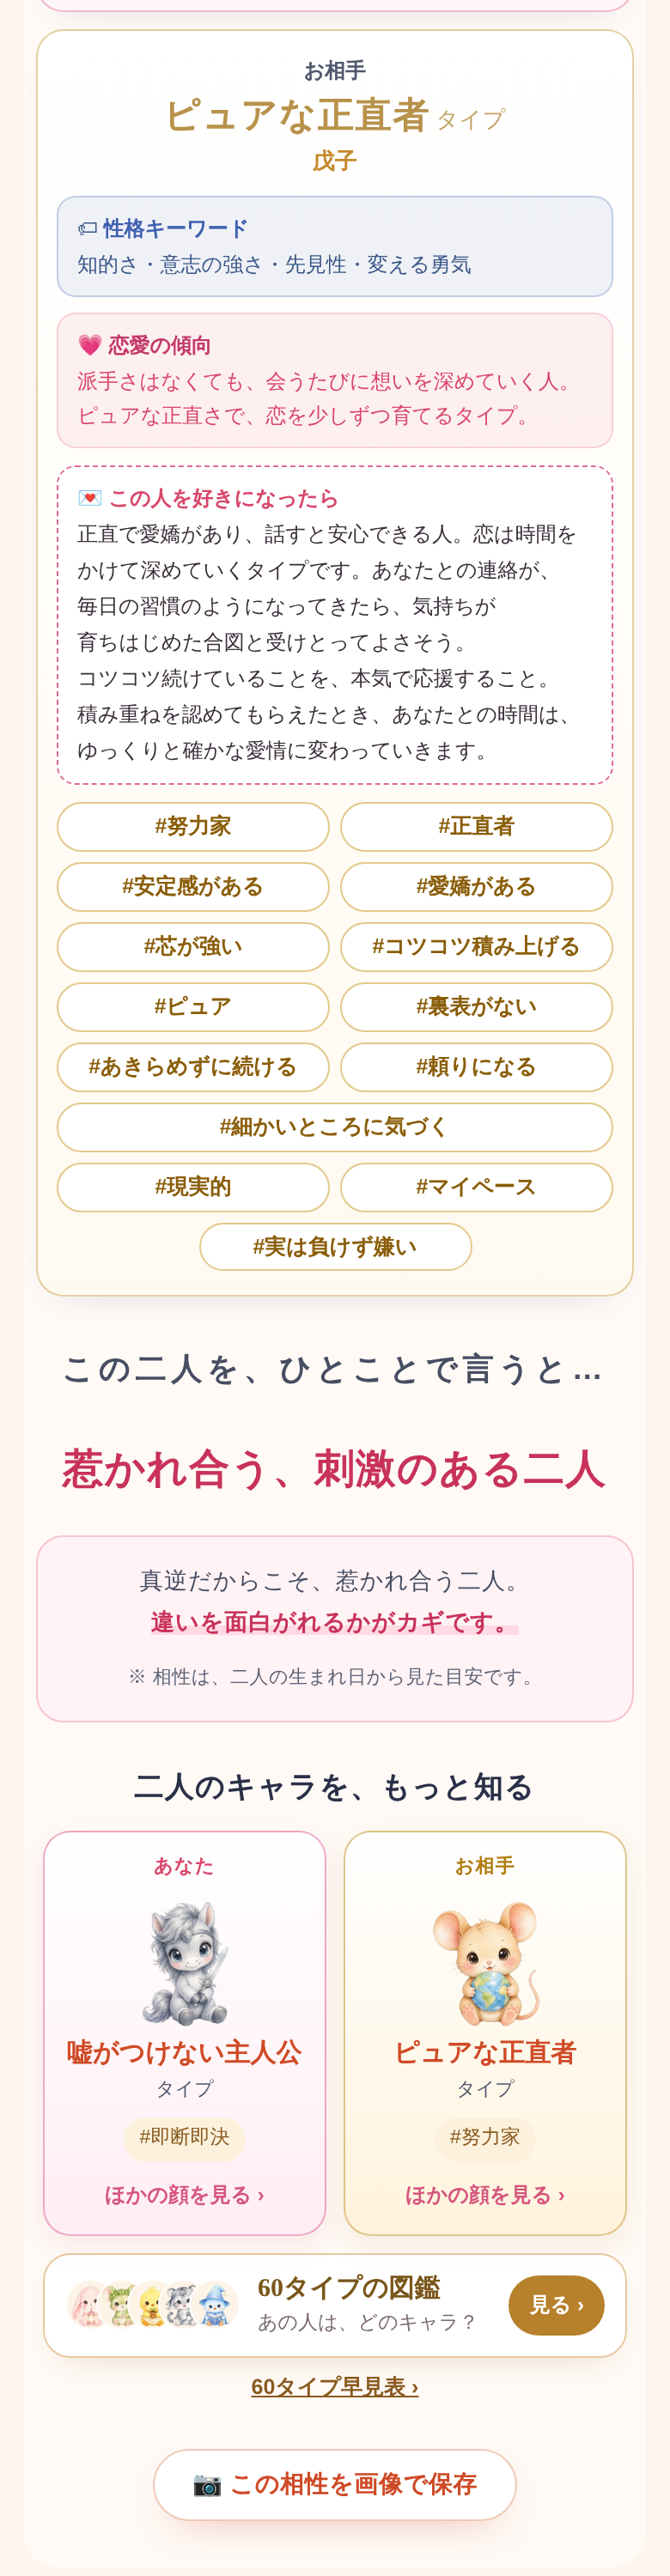 お相手
ピュアな正直者 タイプ
戊子
性格キーワード
知的さ・意志の強さ・先見性・変える勇気
恋愛の傾向
派手さはなくても、会うたびに想いを深めていく人。
ピュアな正直さで、恋を少しずつ育てるタイプ。
この人を好きになったら
正直で愛嬌があり、話すと安心できる人。恋は時間を
かけて深めていくタイプです。あなたとの連絡が、
毎日の習慣のようになってきたら、気持ちが
育ちはじめた合図と受けとってよさそう。
コツコツ続けていることを、本気で応援すること。
積み重ねを認めてもらえたとき、あなたとの時間は、
ゆっくりと確かな愛情に変わっていきます。
#努力家
#正直者
#安定感がある
#愛嬌がある
#芯が強い
#コツコツ積み上げる
#ピュア
#裏表がない
#あきらめずに続ける
#頼りになる
#細かいところに気づく
#現実的
#マイペース
#実は負けず嫌い
この二人を、ひとことで言うと…
惹かれ合う、刺激のある二人
真逆だからこそ、惹かれ合う二人。
違いを面白がれるかがカギです。
※ 相性は、二人の生まれ日から見た目安です。
二人のキャラを、もっと知る
あなた
嘘がつけない主人公
タイプ
#即断即決
ほかの顔を見る ›
お相手
ピュアな正直者
タイプ
#努力家
ほかの顔を見る ›
60タイプの図鑑
あの人は、どのキャラ？
見る ›
60タイプ早見表 ›
この相性を画像で保存